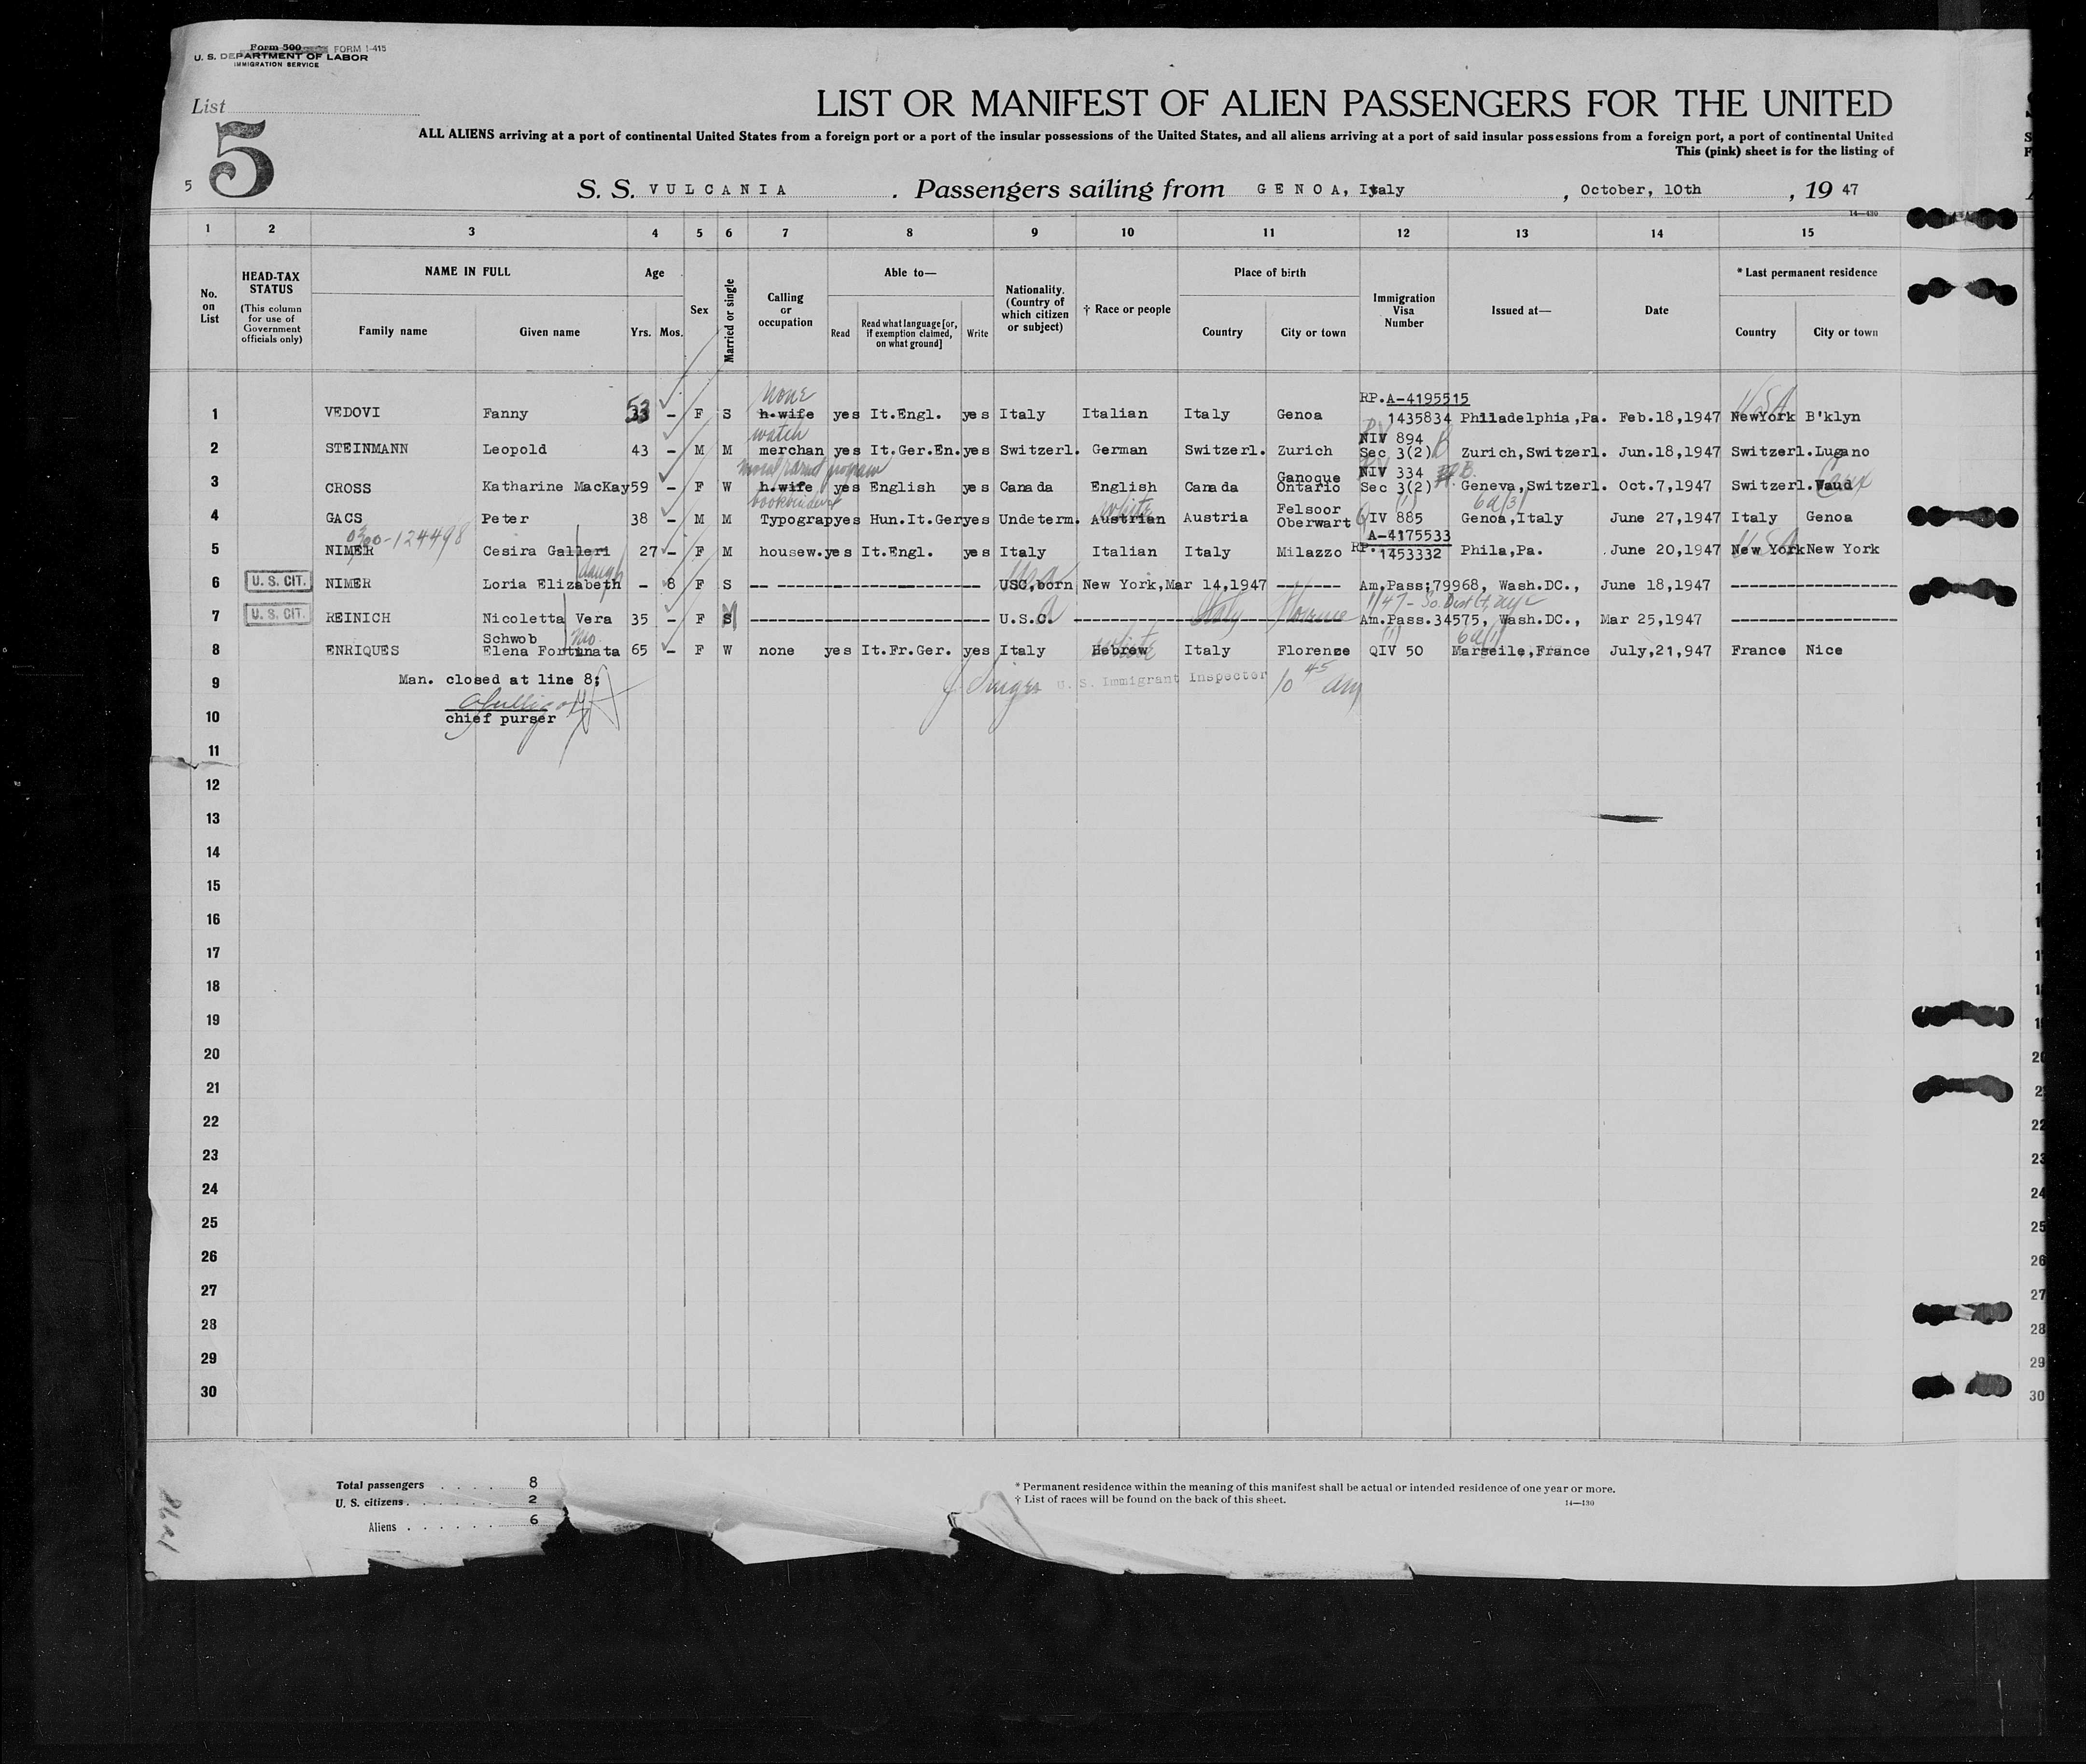 Form 500 FORM I-415
U. S. DEPARTMENT OF LABOR
IMMIGRATION SERVICE
List
5
5
LIST OR MANIFEST OF ALIEN PASSENGERS FOR THE UNITED
ALL ALIENS arriving at a port of continental United States from a foreign port or a port of the insular possessions of the United States, and all aliens arriving at a port of said insular possessions from a foreign port, a port of continental United
This (pink) sheet is for the listing of
S. S. VULCANIA . Passengers sailing from GENOA, Italy , October, 10th , 19 47
14—430
1 2 3 4 5 6 7 8 9 10 11 12 13 14 15
No. on List
HEAD-TAX STATUS
(This column for use of Government officials only)
NAME IN FULL
Family name Given name
Age
Yrs. Mos.
Sex
Married or single
Calling or occupation
Able to—
Read Read what language [or, if exemption claimed, on what ground] Write
Nationality. (Country of which citizen or subject)
† Race or people
Place of birth
Country City or town
Immigration Visa Number
Issued at—
Date
* Last permanent residence
Country City or town
none RP.A-4195515 USA
1 VEDOVI Fanny 53 – F S h.wife yes It.Engl. yes Italy Italian Italy Genoa 1435834 Philadelphia,Pa. Feb.18,1947 NewYork B'klyn
watch NIV 894
2 STEINMANN Leopold 43 – M M merchan yes It.Ger.En.yes Switzerl. German Switzerl. Zurich Sec 3(2) Zurich,Switzerl. Jun.18,1947 Switzerl.Lugano
Ganoque NIV 334
3 CROSS Katharine MacKay 59 – F W h.wife yes English yes Canada English Canada Ontario Sec 3(2) Geneva,Switzerl. Oct.7,1947 Switzerl.Vaud
bookbinder white Felsoor 6a(3)
4 GACS Peter 38 – M M Typograp yes Hun.It.Ger yes Undeterm. Austrian Austria Oberwart QIV 885 Genoa,Italy June 27,1947 Italy Genoa
0300-124498 A-4175533 USA
5 NIMER Cesira Galleri 27 – F M housew. yes It.Engl. yes Italy Italian Italy Milazzo RP. 1453332 Phila,Pa. June 20,1947 New York New York
daugh
6 U. S. CIT. NIMER Loria Elizabeth – 8 F S USC,born New York,Mar 14,1947 Am.Pass;79968, Wash.DC., June 18,1947
7 U. S. CIT. REINICH Nicoletta Vera 35 – F S M U.S.C. Italy Florence Am.Pass.34575, Wash.DC., Mar 25,1947
Schwob Mo. white 6a(1)
8 ENRIQUES Elena Fortunata 65 – F W none yes It.Fr.Ger. yes Italy Hebrew Italy Florenze QIV 50 Marseile,France July,21,947 France Nice
9 Man. closed at line 8; U. S. Immigrant Inspector 10 45 am
10 chief purser
11
12
13
14
15
16
17
18
19
20
21
22
23
24
25
26
27
28
29
30
Total passengers . . . . . 8
U. S. citizens . . . . . . 2
Aliens . . . . . . 6
* Permanent residence within the meaning of this manifest shall be actual or intended residence of one year or more.
† List of races will be found on the back of this sheet.
14—430